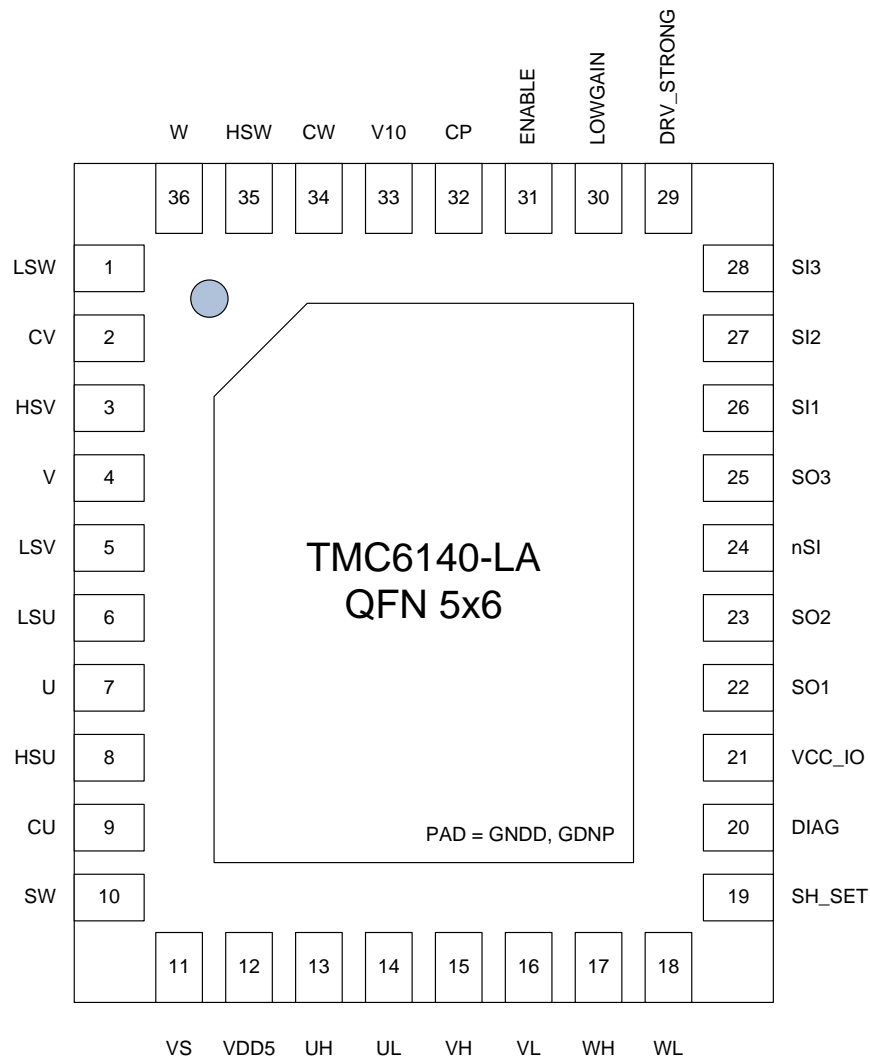 ENABLE
LOWGAIN
DRV_STRONG
W HSW CW V10 CP
36 35 34 33 32 31 30 29
LSW 1 28 SI3
CV 2 27 SI2
HSV 3 26 SI1
V 4 25 SO3
LSV 5 24 nSI
LSU 6 23 SO2
U 7 22 SO1
HSU 8 21 VCC_IO
CU 9 20 DIAG
SW 10 19 SH_SET
TMC6140-LA
QFN 5x6
PAD = GNDD, GDNP
11 12 13 14 15 16 17 18
VS VDD5 UH UL VH VL WH WL